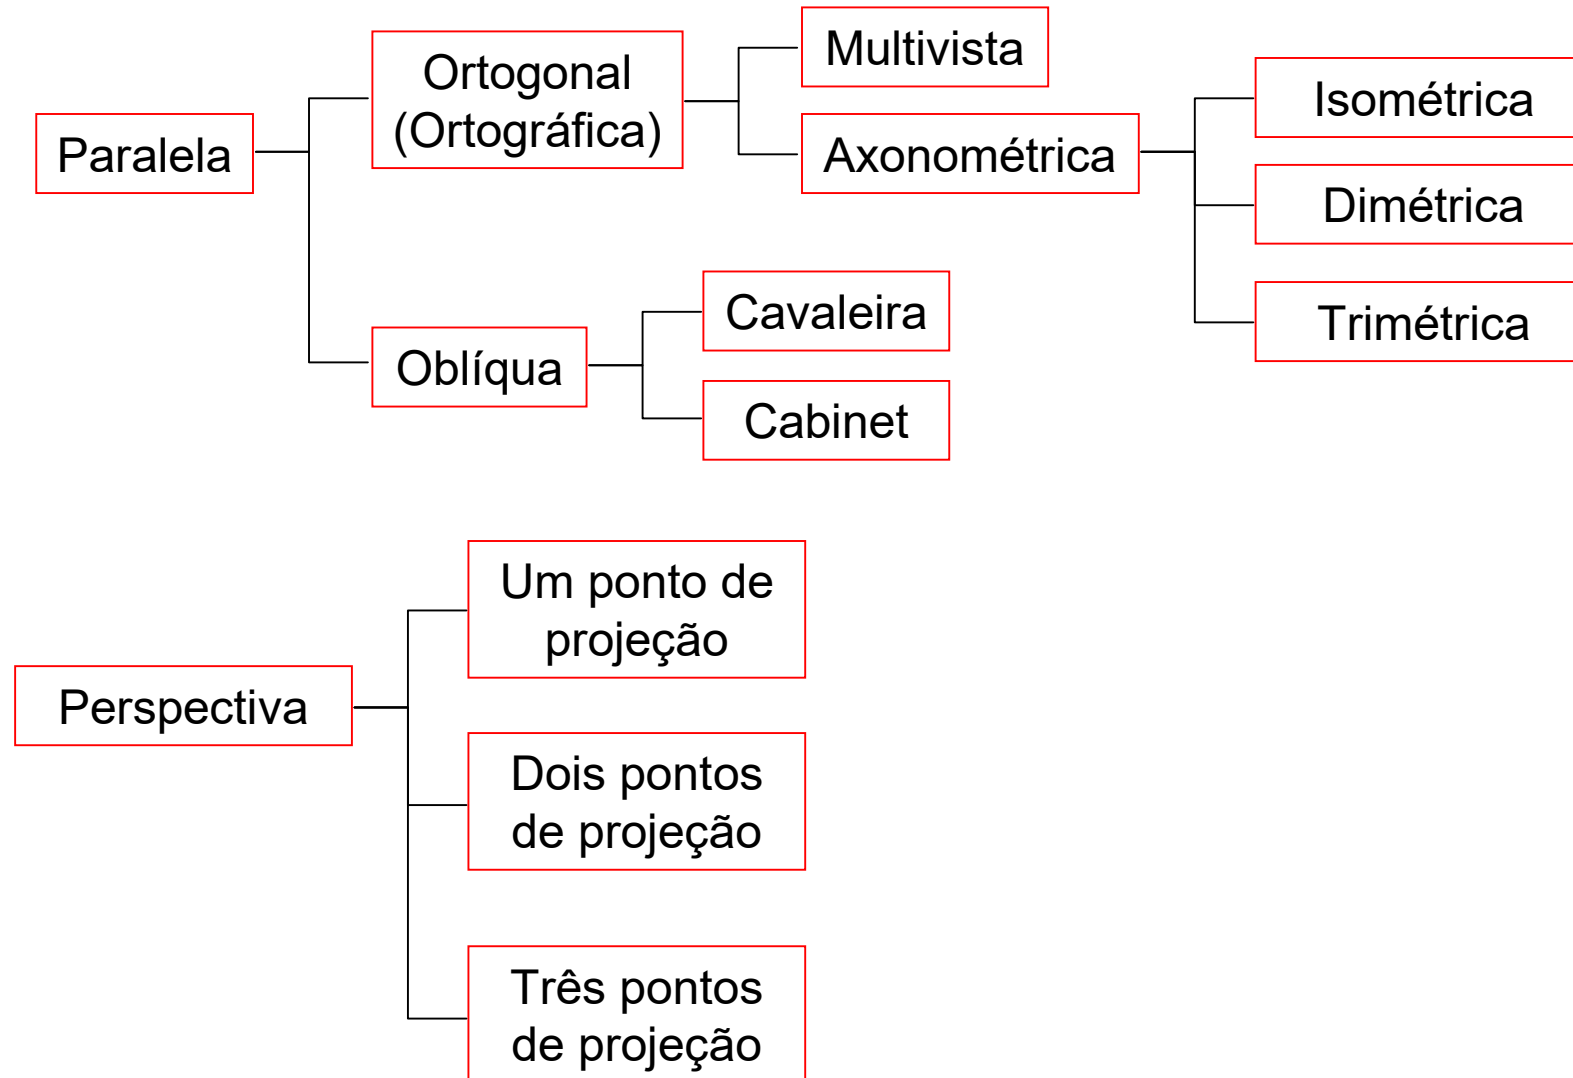 Paralela
Ortogonal
(Ortográfica)
Multivista
Axonométrica
Isométrica
Dimétrica
Trimétrica
Oblíqua
Cavaleira
Cabinet
Perspectiva
Um ponto de
projeção
Dois pontos
de projeção
Três pontos
de projeção